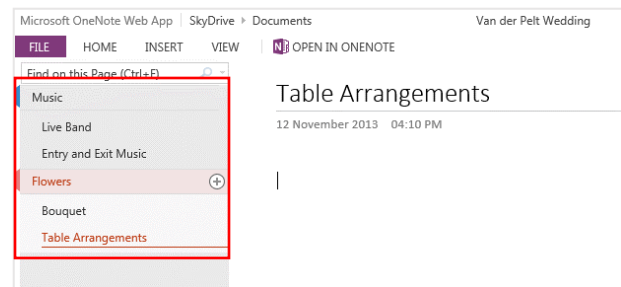 Microsoft OneNote Web App | SkyDrive ▸ Documents Van der Pelt Wedding
FILE HOME INSERT VIEW OPEN IN ONENOTE
Find on this Page (Ctrl+F)
Music
Live Band
Entry and Exit Music
Flowers
Bouquet
Table Arrangements
Table Arrangements
12 November 2013 04:10 PM